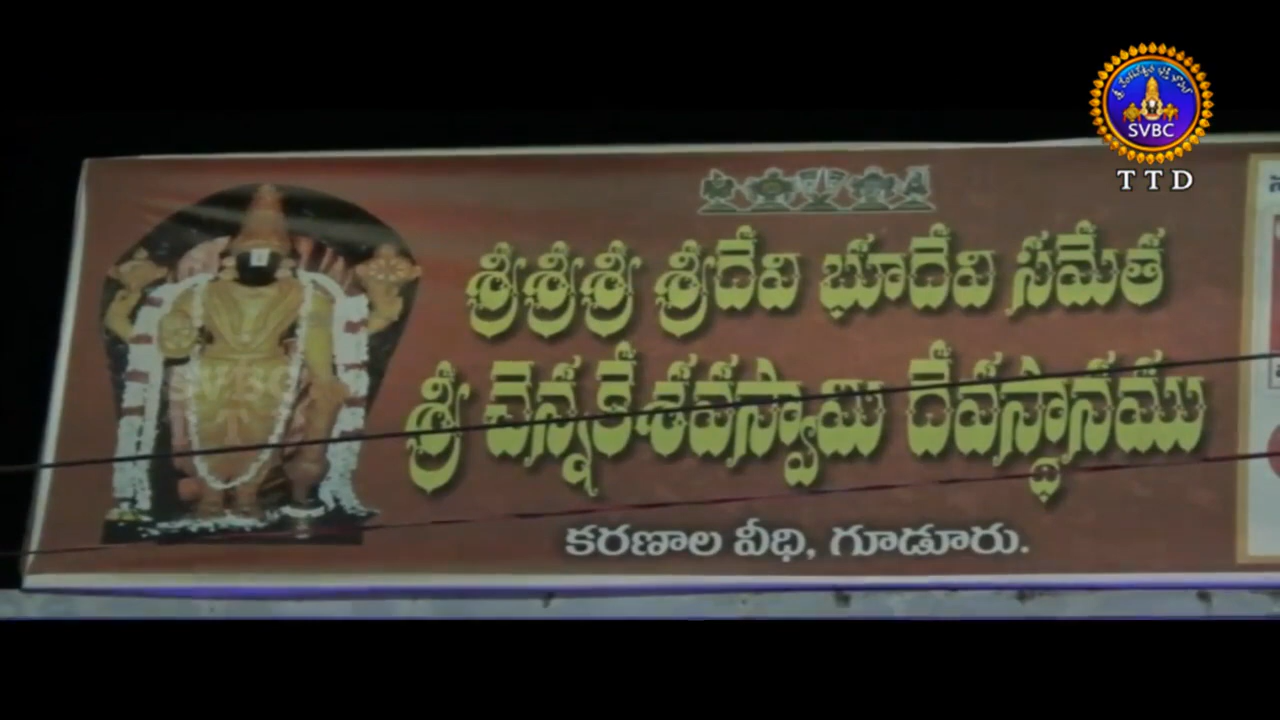 SVBC
TTD
శ్రీశ్రీశ్రీ శ్రీదేవి భూదేవి సమేత
శ్రీ చెన్నకేశవస్వామి దేవస్థానము
కరణాల వీధి, గూడూరు.